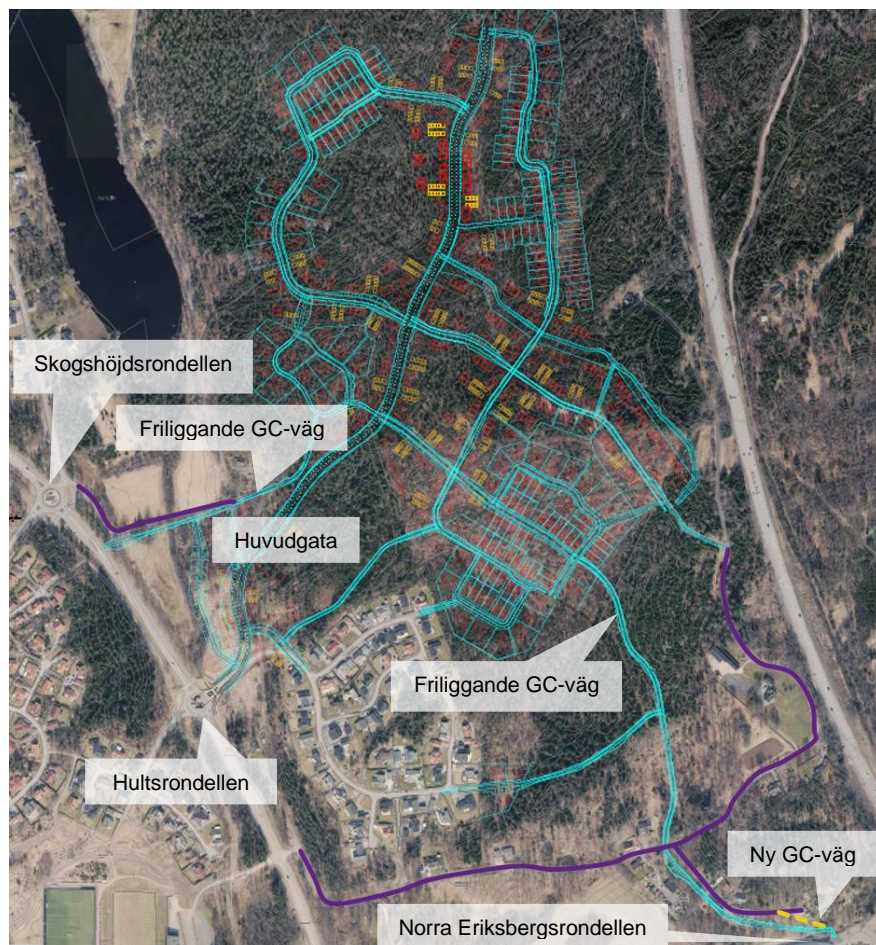 Skogshöjdsrondellen
Friliggande GC-väg
Huvudgata
Friliggande GC-väg
Hultsrondellen
Ny GC-väg
Norra Eriksbergsrondellen